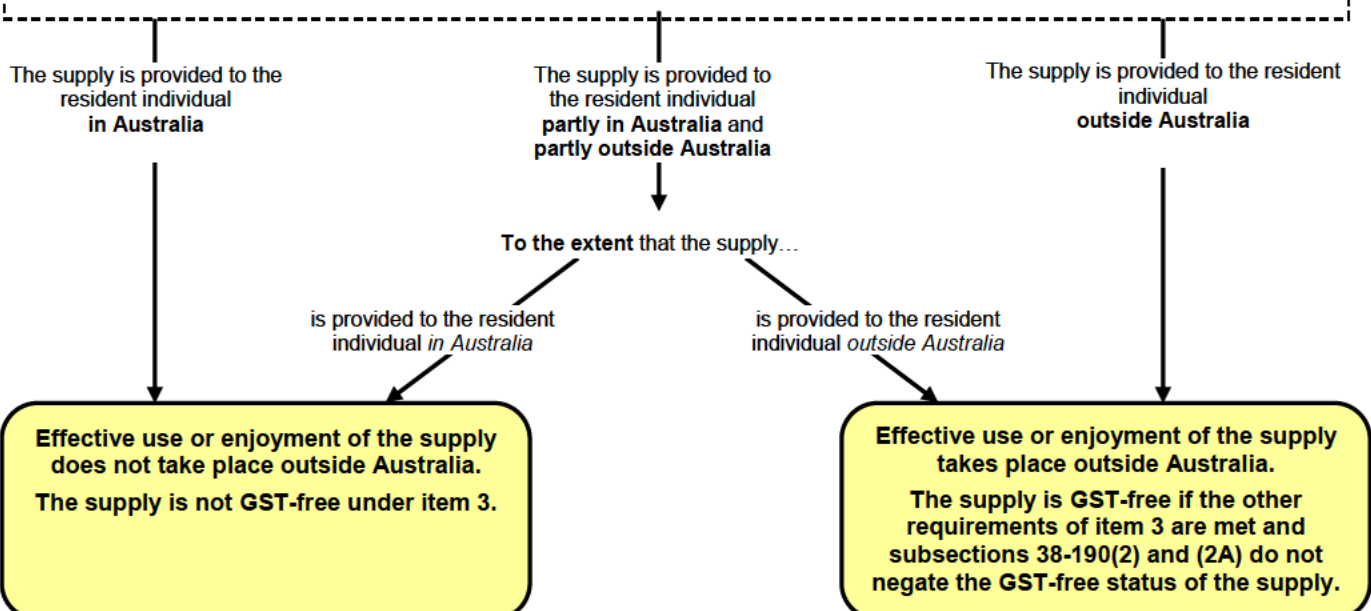 The supply is provided to the
resident individual
in Australia
The supply is provided to
the resident individual
partly in Australia and
partly outside Australia
The supply is provided to the resident
individual
outside Australia
To the extent that the supply…
is provided to the resident
individual in Australia
is provided to the resident
individual outside Australia
Effective use or enjoyment of the supply
does not take place outside Australia.
The supply is not GST-free under item 3.
Effective use or enjoyment of the supply
takes place outside Australia.
The supply is GST-free if the other
requirements of item 3 are met and
subsections 38-190(2) and (2A) do not
negate the GST-free status of the supply.